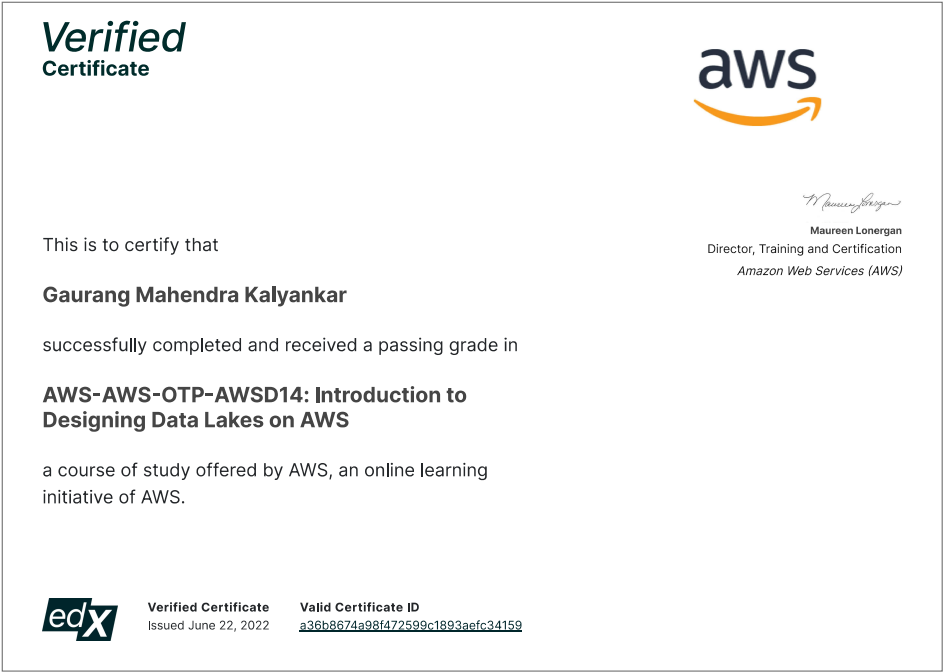 Verified
Certificate
aws
Maureen Lonergan
Maureen Lonergan
Director, Training and Certification
Amazon Web Services (AWS)
This is to certify that
Gaurang Mahendra Kalyankar
successfully completed and received a passing grade in
AWS-AWS-OTP-AWSD14: Introduction to
Designing Data Lakes on AWS
a course of study offered by AWS, an online learning
initiative of AWS.
edX
Verified Certificate
Issued June 22, 2022
Valid Certificate ID
a36b8674a98f472599c1893aefc34159